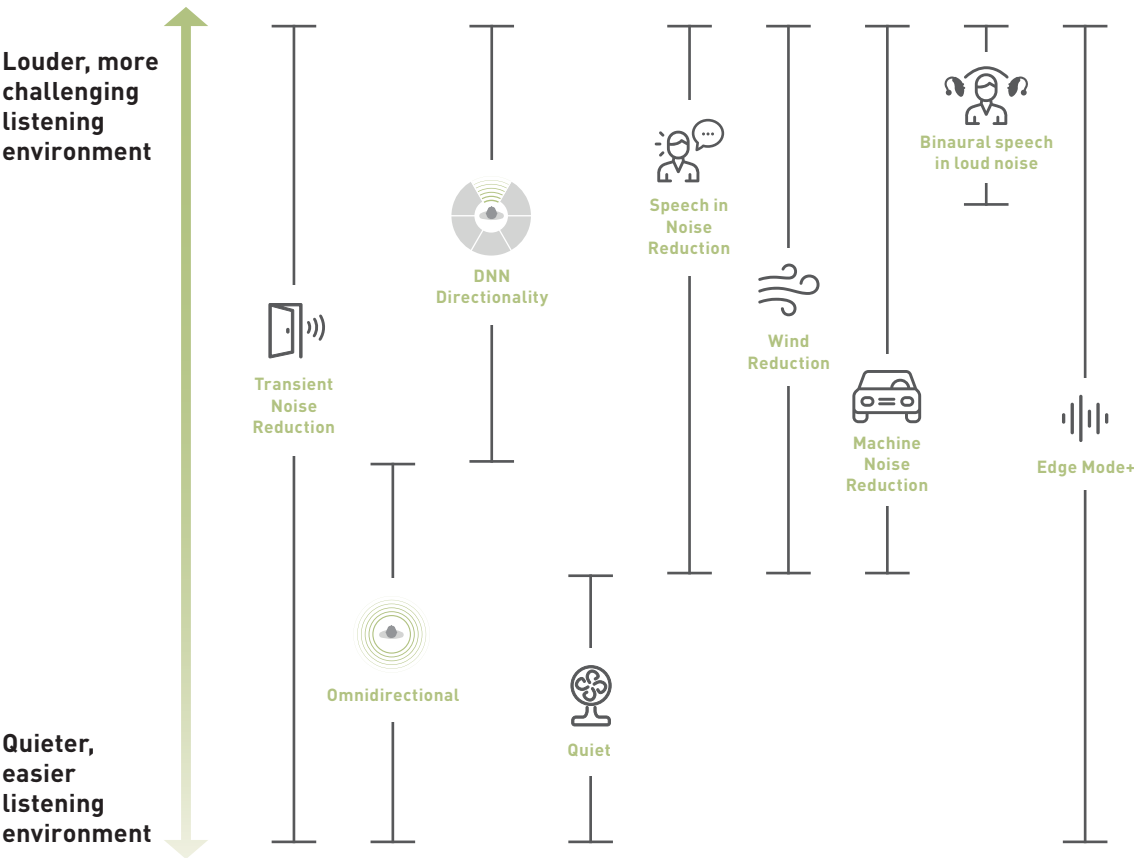 Louder, more
challenging
listening
environment
Binaural speech
in loud noise
Speech in
Noise
Reduction
DNN
Directionality
Wind
Reduction
Transient
Noise
Reduction
Machine
Noise
Reduction
Edge Mode+
Omnidirectional
Quiet
Quieter,
easier
listening
environment